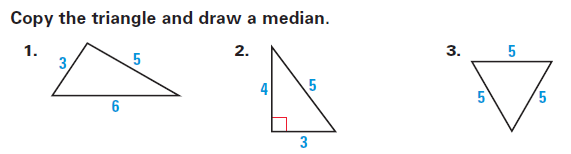 Copy the triangle and draw a median.
1. 3 5 6
2. 4 5 3
3. 5 5 5